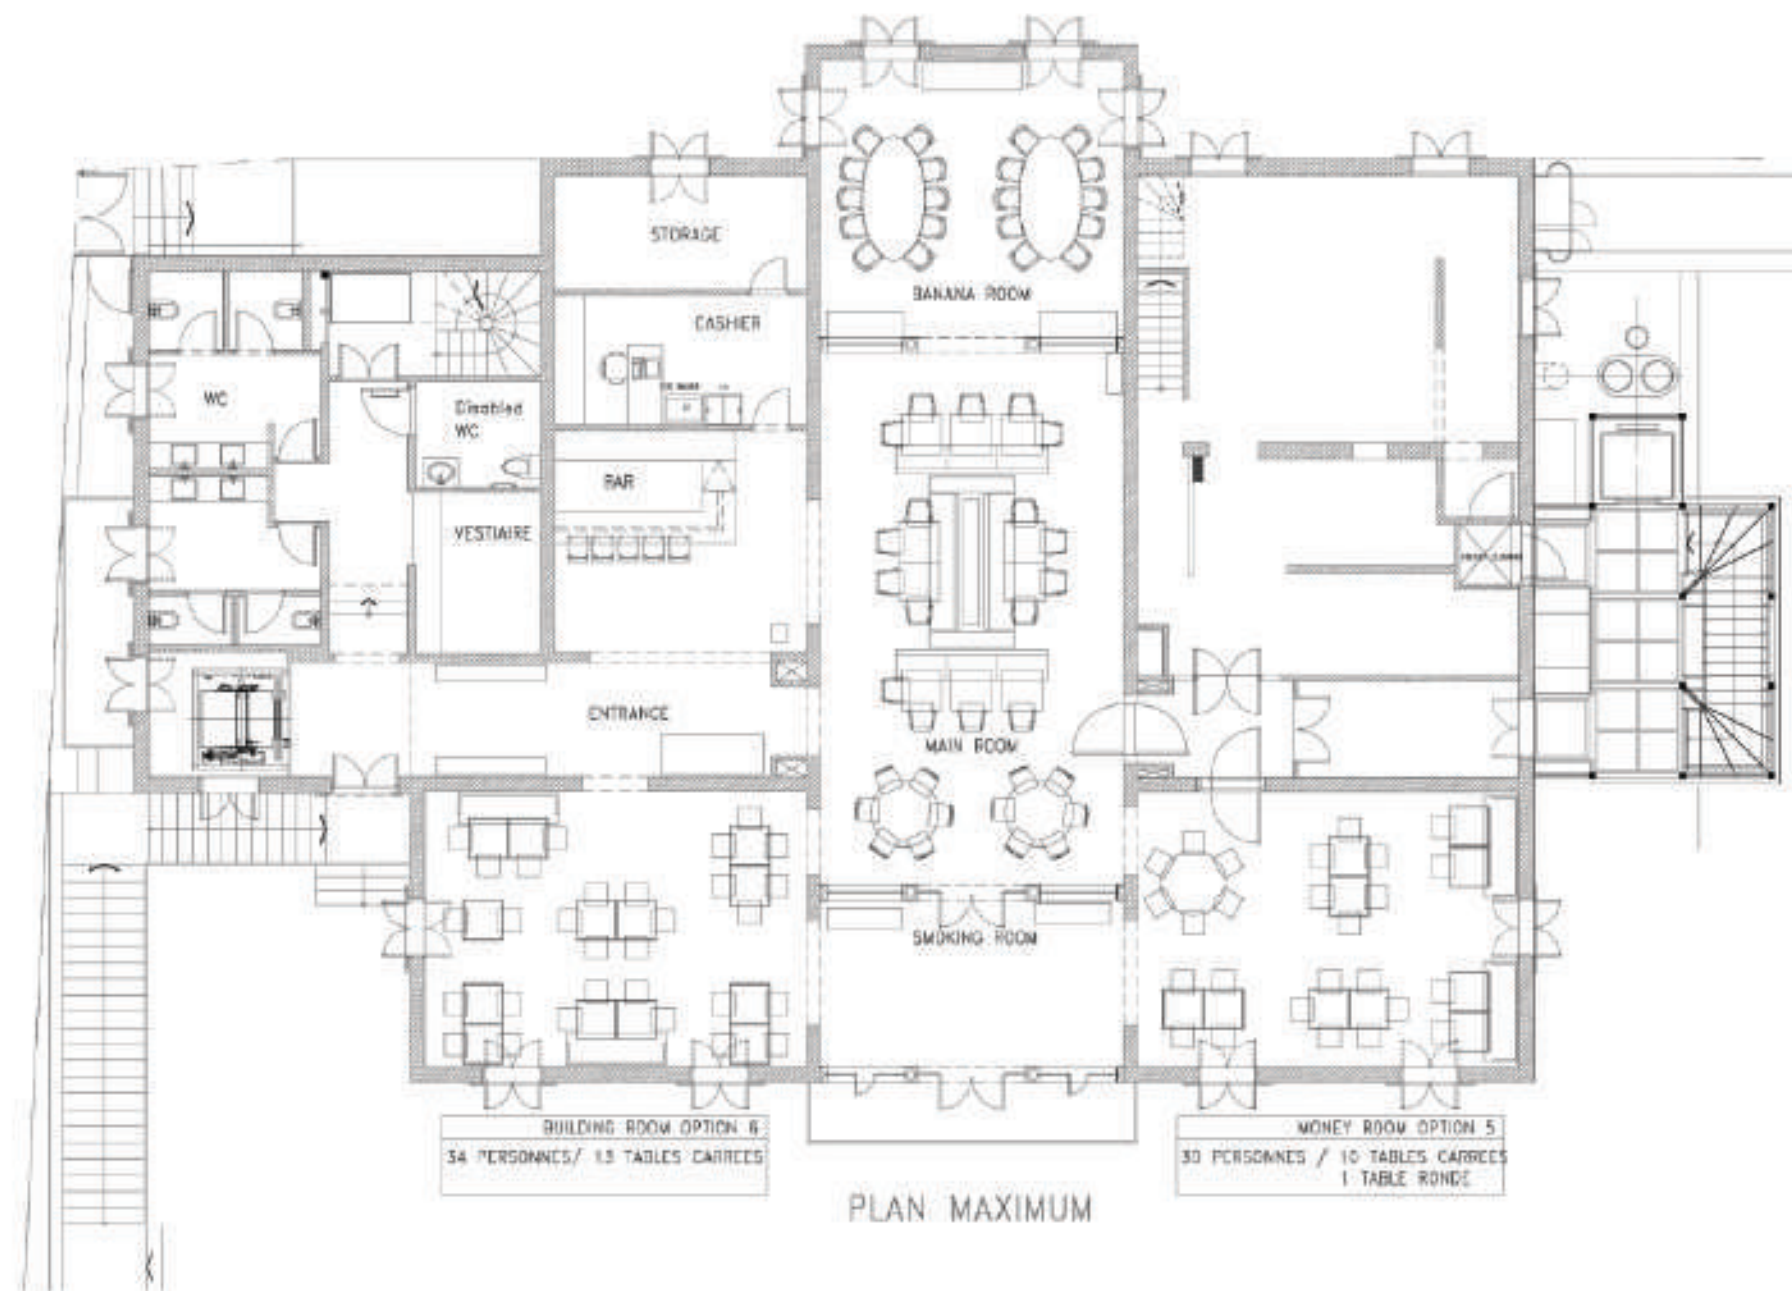 STORAGE
BANANA ROOM
CASHIER
WC
Disabled
WC
BAR
VESTIAIRE
ENTRANCE
MAIN ROOM
SMOKING ROOM
BUILDING ROOM OPTION 6
34 PERSONNES/ 13 TABLES CARREES
MONEY ROOM OPTION 5
30 PERSONNES / 10 TABLES CARREES
1 TABLE RONDE
PLAN MAXIMUM